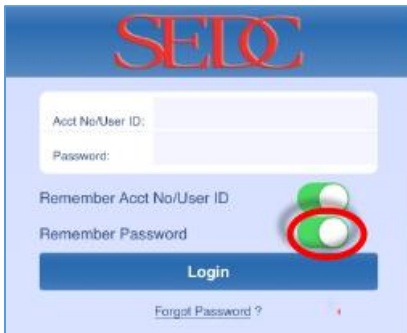 SEDC
Acct No/User ID:
Password:
Remember Acct No/User ID
Remember Password
Login
Forgot Password ?